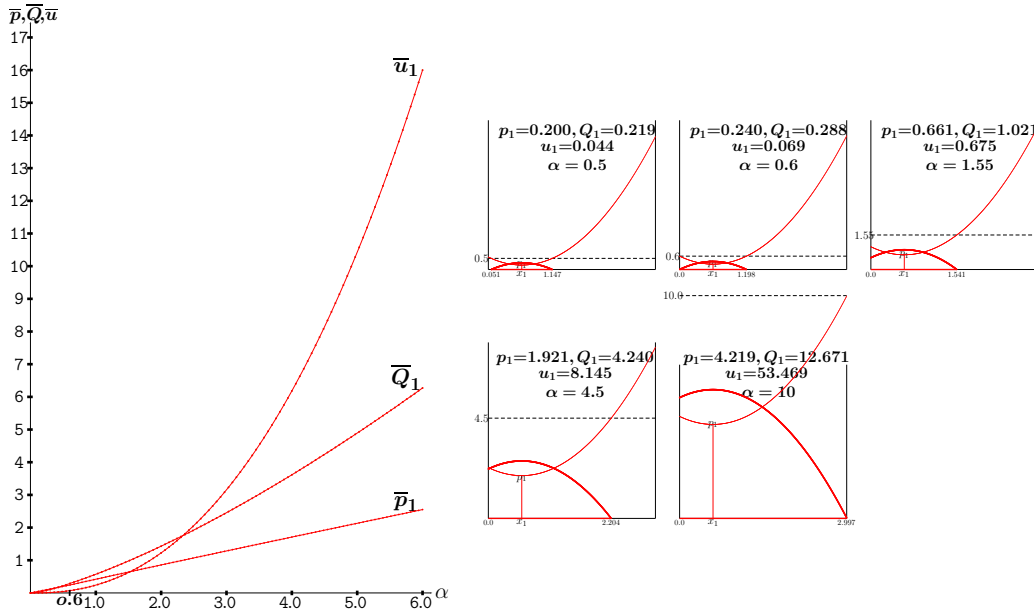 p̅,Q̅,u̅
17
16
15
14
13
12
11
10
9
8
7
6
5
4
3
2
1
u̅₁
Q̅₁
p̅₁
0.6
1.0
2.0
3.0
4.0
5.0
6.0
α
p₁=0.200, Q₁=0.219
u₁=0.044
α = 0.5
0.5
p₁
0.051
x₁
1.147
p₁=0.240, Q₁=0.288
u₁=0.069
α = 0.6
0.6
p₁
0.0
x₁
1.198
p₁=0.661, Q₁=1.021
u₁=0.675
α = 1.55
1.55
p₁
0.0
x₁
1.541
p₁=1.921, Q₁=4.240
u₁=8.145
α = 4.5
4.5
p₁
0.0
x₁
2.204
10.0
p₁=4.219, Q₁=12.671
u₁=53.469
α = 10
p₁
0.0
x₁
2.997